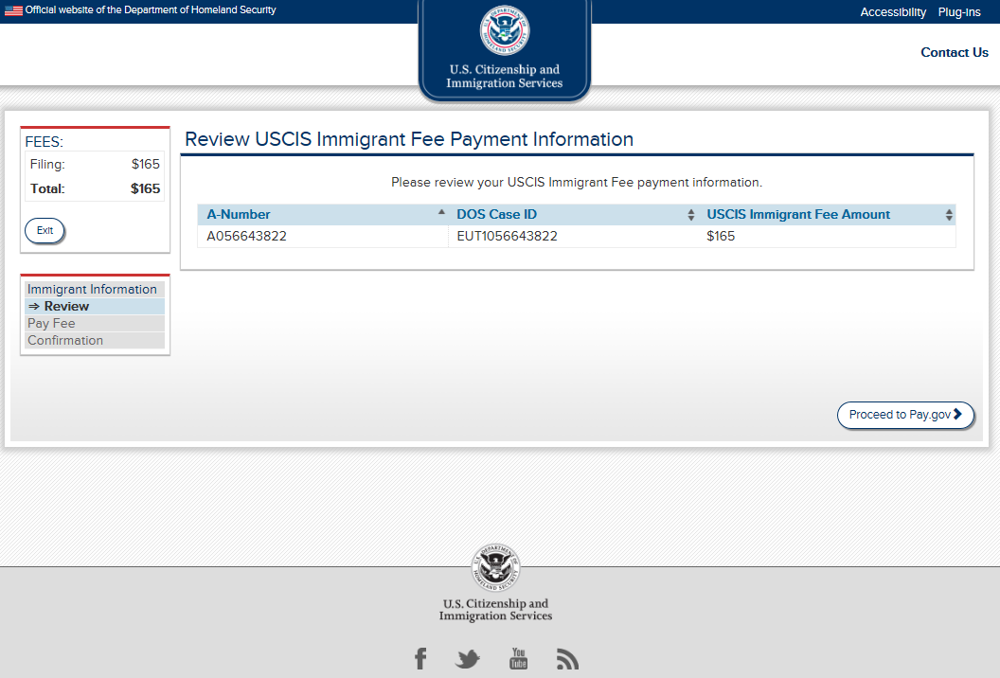 Official website of the Department of Homeland Security
Accessibility Plug-ins
U.S. Citizenship and
Immigration Services
Contact Us
FEES:
Filing: $165
Total: $165
Exit
Immigrant Information
⇒ Review
Pay Fee
Confirmation
Review USCIS Immigrant Fee Payment Information
Please review your USCIS Immigrant Fee payment information.
A-Number DOS Case ID USCIS Immigrant Fee Amount
A056643822 EUT1056643822 $165
Proceed to Pay.gov
U.S. Citizenship and
Immigration Services
You
Tube